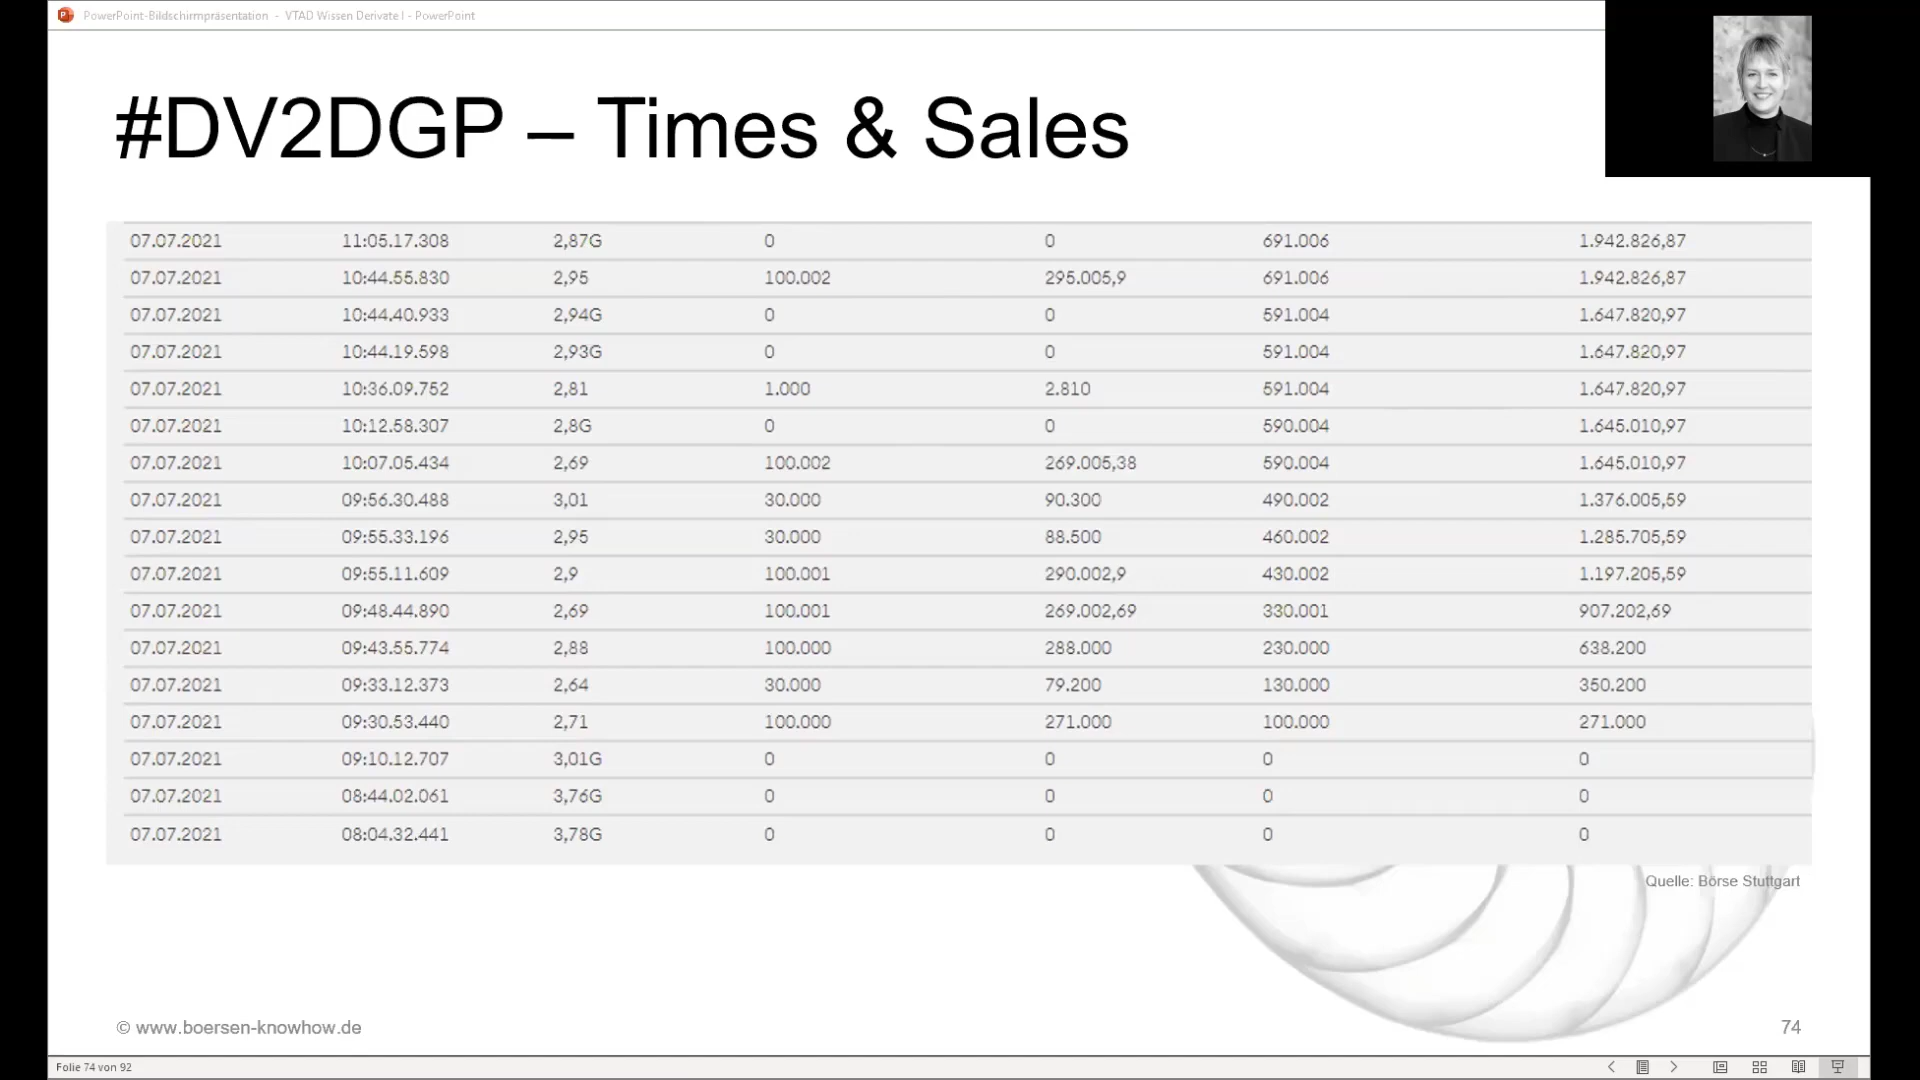 PowerPoint-Bildschirmpräsentation - VTAD Wissen Derivate I - PowerPoint
#DV2DGP – Times & Sales
07.07.2021 11:05.17.308 2,87G 0 0 691.006 1.942.826,87
07.07.2021 10:44.55.830 2,95 100.002 295.005,9 691.006 1.942.826,87
07.07.2021 10:44.40.933 2,94G 0 0 591.004 1.647.820,97
07.07.2021 10:44.19.598 2,93G 0 0 591.004 1.647.820,97
07.07.2021 10:36.09.752 2,81 1.000 2.810 591.004 1.647.820,97
07.07.2021 10:12.58.307 2,8G 0 0 590.004 1.645.010,97
07.07.2021 10:07.05.434 2,69 100.002 269.005,38 590.004 1.645.010,97
07.07.2021 09:56.30.488 3,01 30.000 90.300 490.002 1.376.005,59
07.07.2021 09:55.33.196 2,95 30.000 88.500 460.002 1.285.705,59
07.07.2021 09:55.11.609 2,9 100.001 290.002,9 430.002 1.197.205,59
07.07.2021 09:48.44.890 2,69 100.001 269.002,69 330.001 907.202,69
07.07.2021 09:43.55.774 2,88 100.000 288.000 230.000 638.200
07.07.2021 09:33.12.373 2,64 30.000 79.200 130.000 350.200
07.07.2021 09:30.53.440 2,71 100.000 271.000 100.000 271.000
07.07.2021 09:10.12.707 3,01G 0 0 0 0
07.07.2021 08:44.02.061 3,76G 0 0 0 0
07.07.2021 08:04.32.441 3,78G 0 0 0 0
Quelle: Börse Stuttgart
© www.boersen-knowhow.de 74
Folie 74 von 92